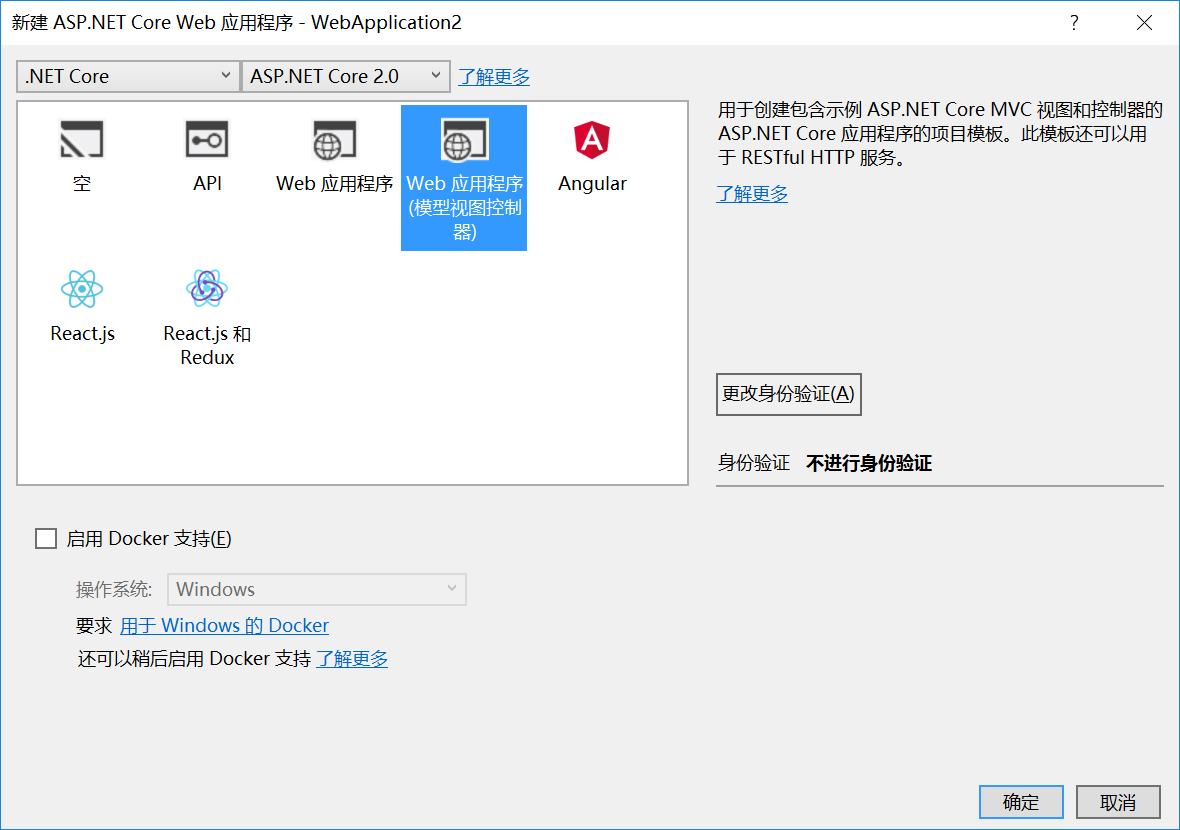 新建 ASP.NET Core Web 应用程序 - WebApplication2
?
.NET Core
ASP.NET Core 2.0
了解更多
空
API
Web 应用程序
Web 应用程序
(模型视图控制
器)
Angular
React.js
React.js 和
Redux
用于创建包含示例 ASP.NET Core MVC 视图和控制器的
ASP.NET Core 应用程序的项目模板。此模板还可以用
于 RESTful HTTP 服务。
了解更多
更改身份验证(A)
身份验证 不进行身份验证
启用 Docker 支持(E)
操作系统: Windows
要求 用于 Windows 的 Docker
还可以稍后启用 Docker 支持 了解更多
确定
取消